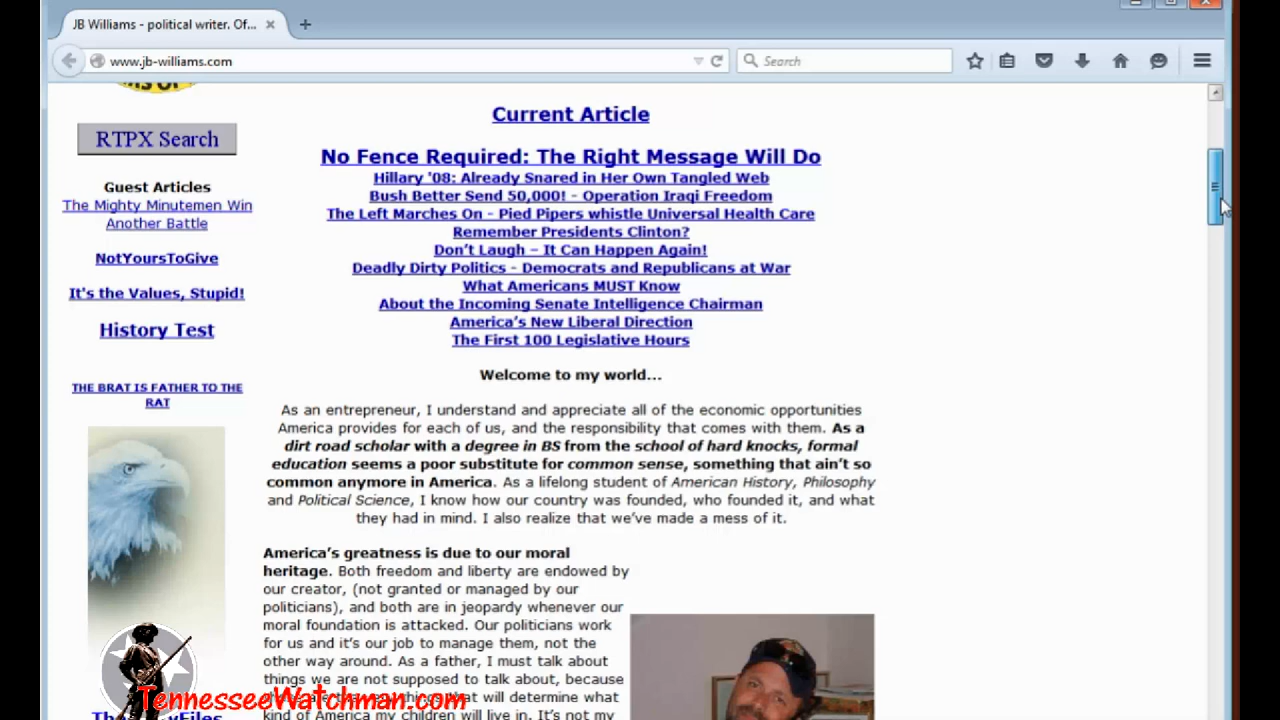 JB Williams - political writer. Of...
www.jb-williams.com
Search
RTPX Search
Guest Articles
The Mighty Minutemen Win
Another Battle
NotYoursToGive
It's the Values, Stupid!
History Test
THE BRAT IS FATHER TO THE
RAT
Current Article
No Fence Required: The Right Message Will Do
Hillary '08: Already Snared in Her Own Tangled Web
Bush Better Send 50,000! - Operation Iraqi Freedom
The Left Marches On - Pied Pipers whistle Universal Health Care
Remember Presidents Clinton?
Don’t Laugh – It Can Happen Again!
Deadly Dirty Politics - Democrats and Republicans at War
What Americans MUST Know
About the Incoming Senate Intelligence Chairman
America’s New Liberal Direction
The First 100 Legislative Hours
Welcome to my world...
As an entrepreneur, I understand and appreciate all of the economic opportunities
America provides for each of us, and the responsibility that comes with them. As a
dirt road scholar with a degree in BS from the school of hard knocks, formal
education seems a poor substitute for common sense, something that ain’t so
common anymore in America. As a lifelong student of American History, Philosophy
and Political Science, I know how our country was founded, who founded it, and what
they had in mind. I also realize that we’ve made a mess of it.
America’s greatness is due to our moral
heritage. Both freedom and liberty are endowed by
our creator, (not granted or managed by our
politicians), and both are in jeopardy whenever our
moral foundation is attacked. Our politicians work
for us and it’s our job to manage them, not the
other way around. As a father, I must talk about
things we are not supposed to talk about, because
will determine what
kind of America my children will live in. It’s not my
TennesseeWatchman.com